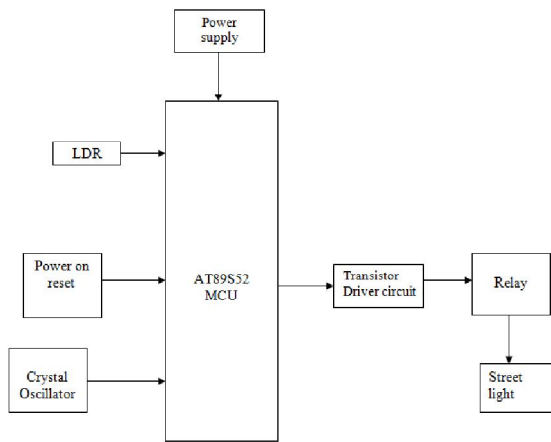 Power
supply
LDR
Power on
reset
AT89S52
MCU
Transistor
Driver circuit
Relay
Crystal
Oscillator
Street
light